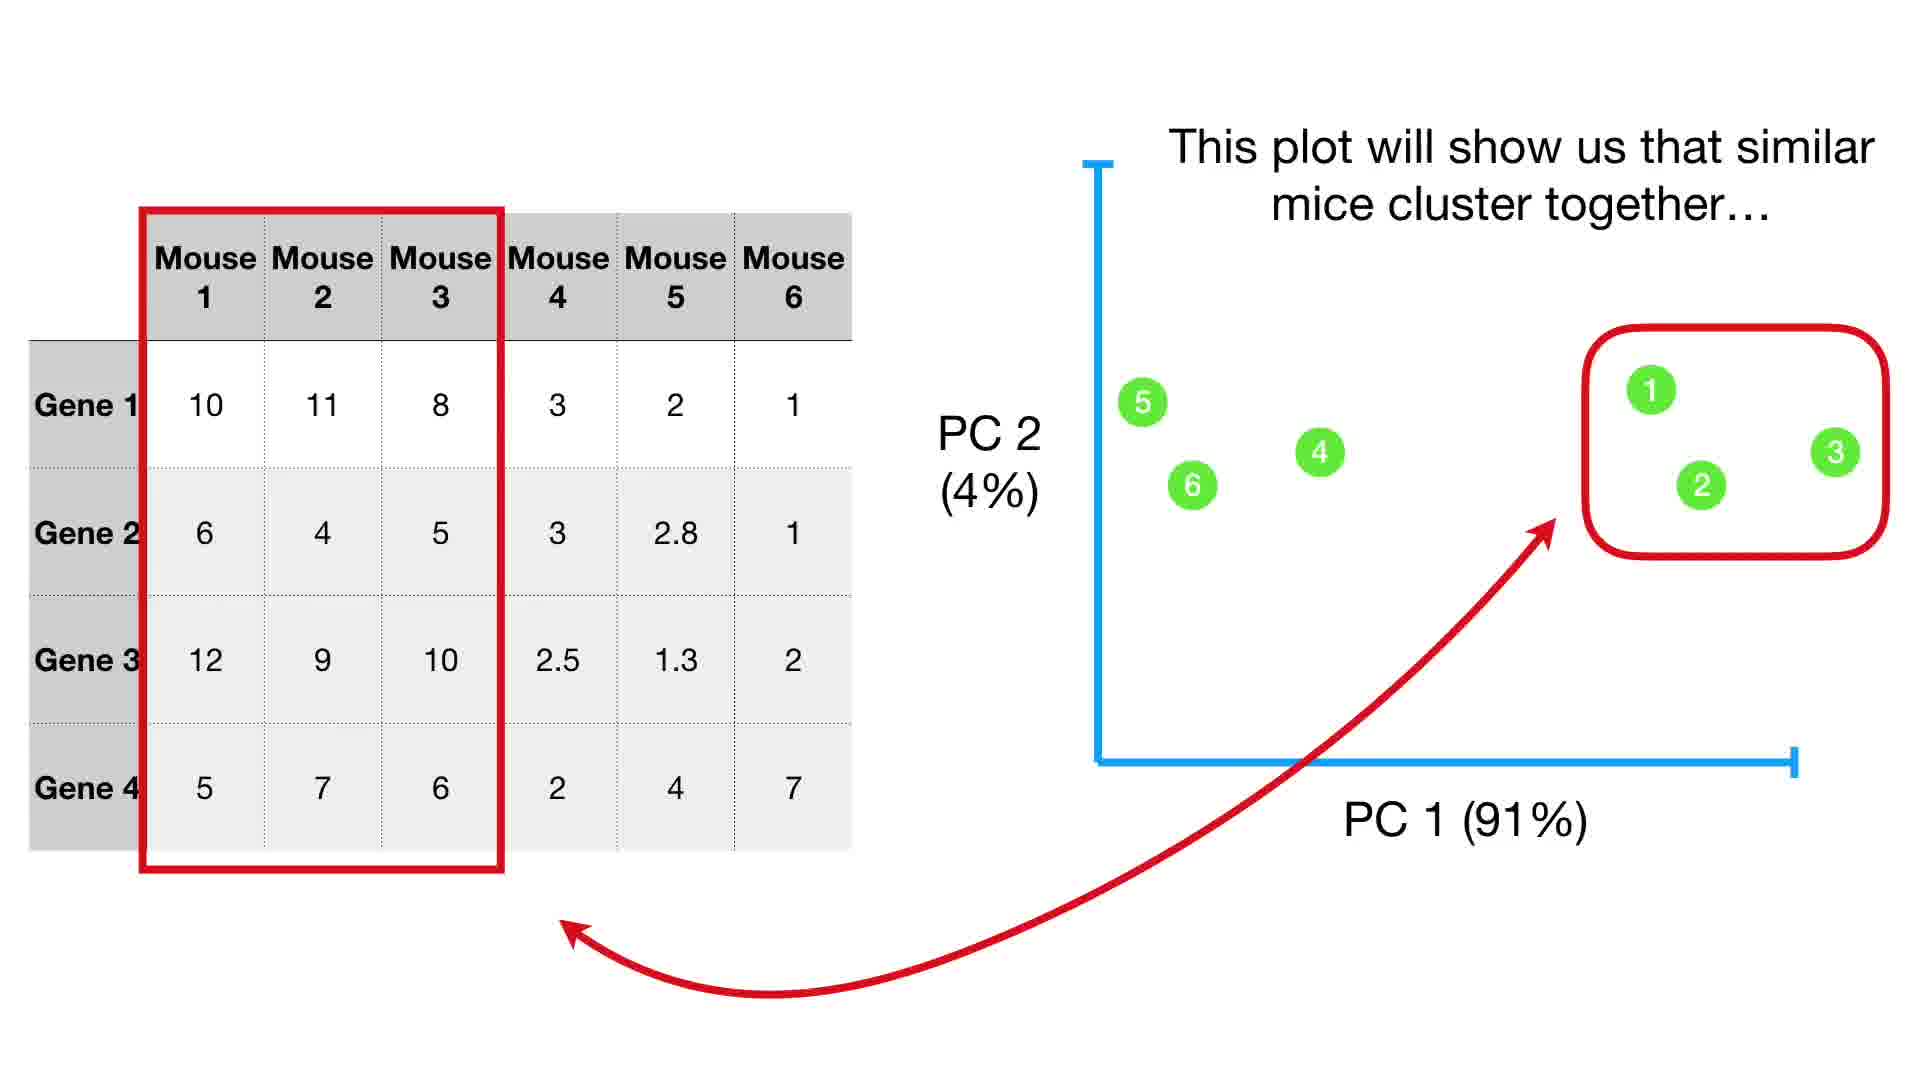 This plot will show us that similar
mice cluster together…
Mouse 1 Mouse 2 Mouse 3 Mouse 4 Mouse 5 Mouse 6
Gene 1 10 11 8 3 2 1
Gene 2 6 4 5 3 2.8 1
Gene 3 12 9 10 2.5 1.3 2
Gene 4 5 7 6 2 4 7
PC 2
(4%)
5
6
4
1
2
3
PC 1 (91%)